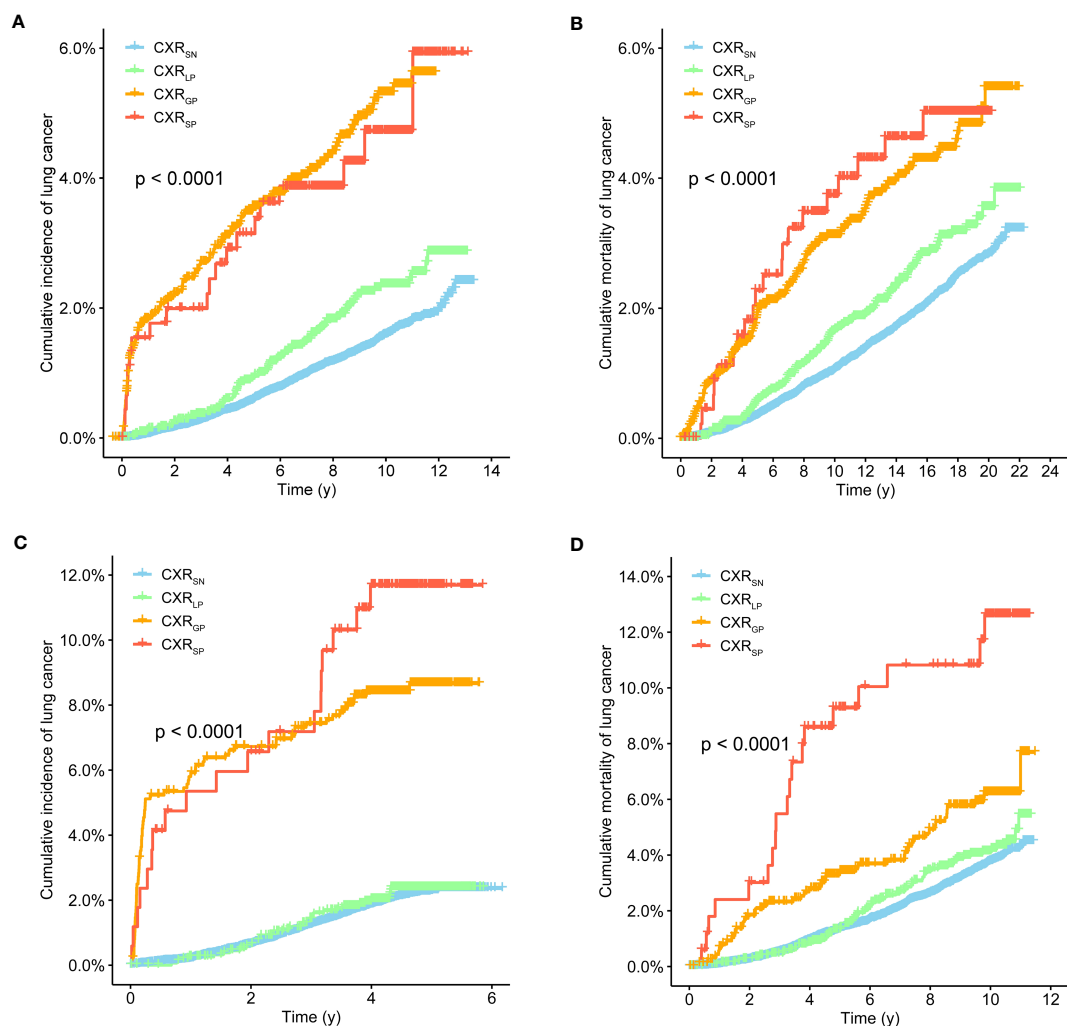 A
Cumulative incidence of lung cancer
6.0%
4.0%
2.0%
0.0%
CXRSN
CXRLP
CXRGP
CXRSP
p < 0.0001
0 2 4 6 8 10 12 14
Time (y)
B
Cumulative mortality of lung cancer
6.0%
4.0%
2.0%
0.0%
CXRSN
CXRLP
CXRGP
CXRSP
p < 0.0001
0 2 4 6 8 10 12 14 16 18 20 22 24
Time (y)
C
Cumulative incidence of lung cancer
12.0%
10.0%
8.0%
6.0%
4.0%
2.0%
0.0%
CXRSN
CXRLP
CXRGP
CXRSP
p < 0.0001
0 2 4 6
Time (y)
D
Cumulative mortality of lung cancer
14.0%
12.0%
10.0%
8.0%
6.0%
4.0%
2.0%
0.0%
CXRSN
CXRLP
CXRGP
CXRSP
p < 0.0001
0 2 4 6 8 10 12
Time (y)